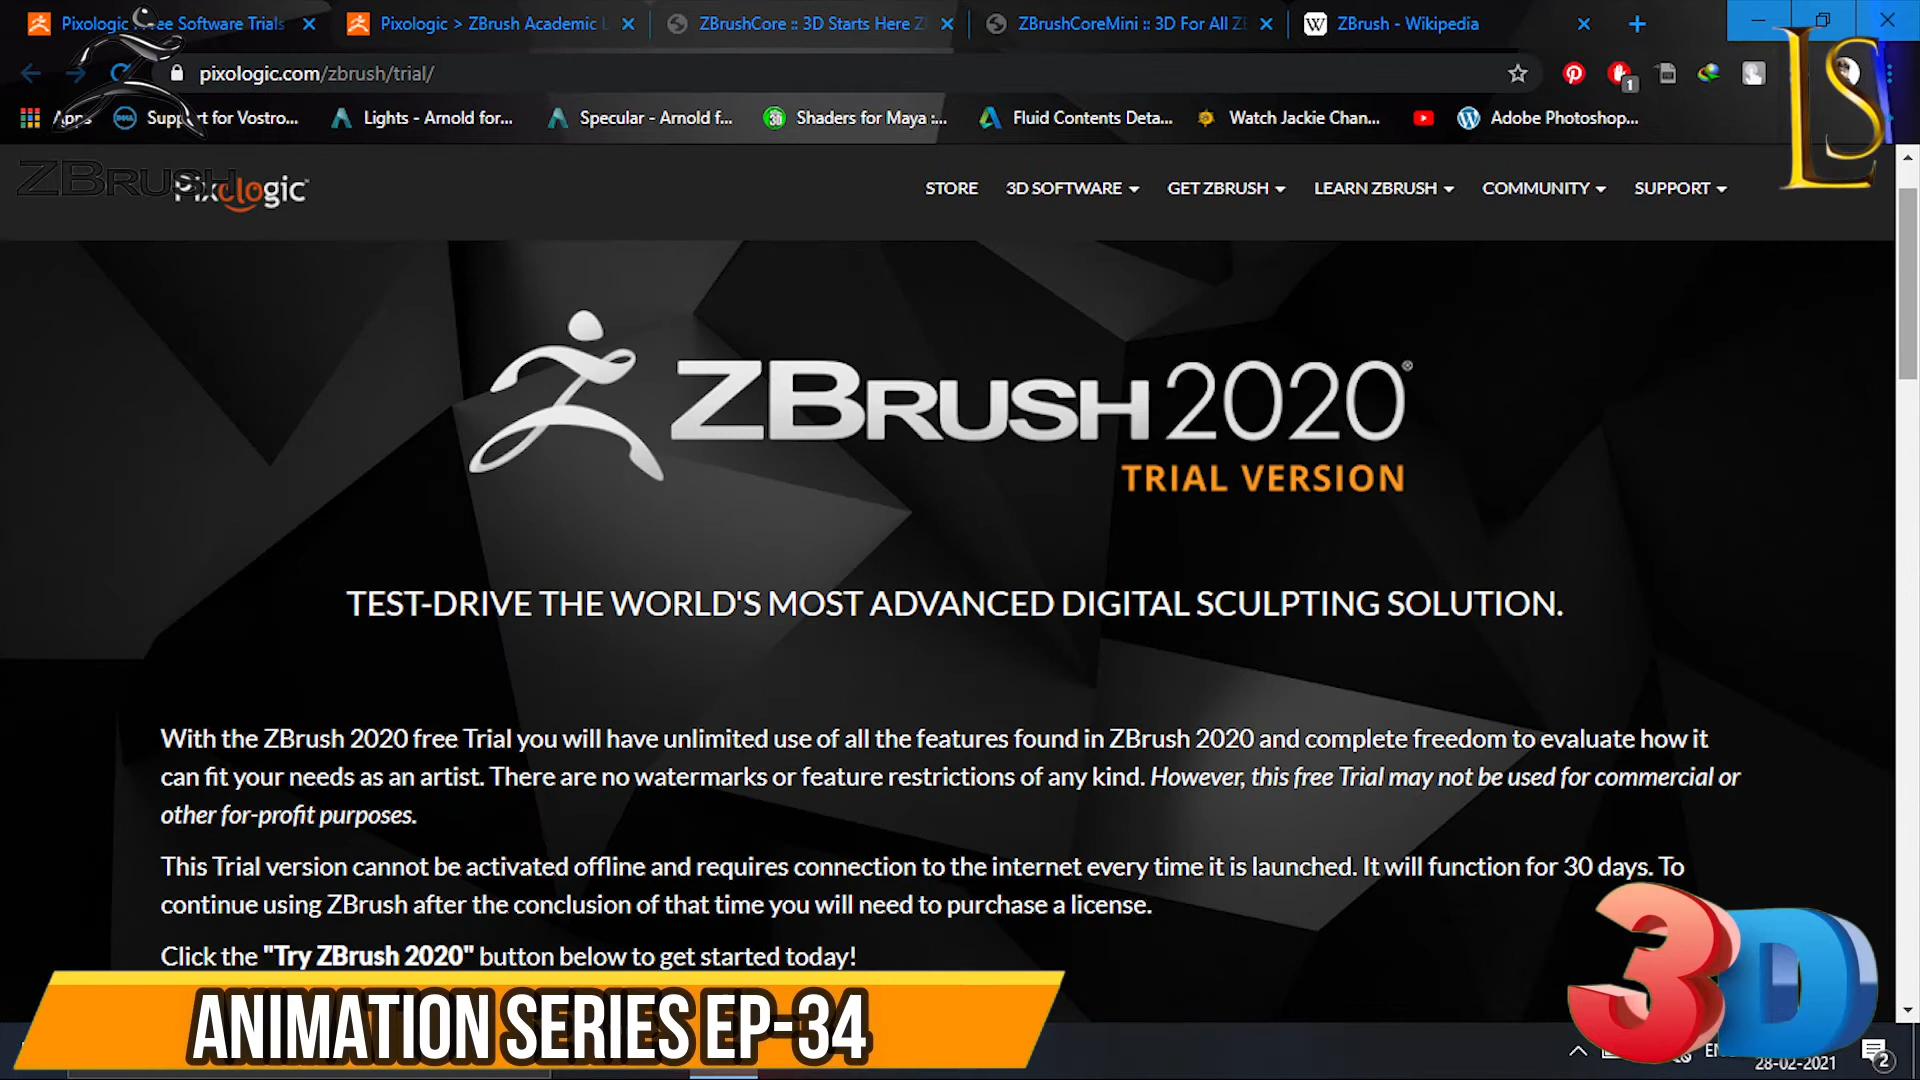 Pixologic Free Software Trials
Pixologic > ZBrush Academic L
ZBrushCore :: 3D Starts Here Z
ZBrushCoreMini :: 3D For All ZB
ZBrush - Wikipedia
pixologic.com/zbrush/trial/
1
Apps
Support for Vostro...
Lights - Arnold for...
Specular - Arnold f...
Shaders for Maya :...
Fluid Contents Deta...
Watch Jackie Chan...
Adobe Photoshop...
LS
ZBRUSH
Pixologic™
STORE
3D SOFTWARE
GET ZBRUSH
LEARN ZBRUSH
COMMUNITY
SUPPORT
ZBRUSH 2020®
TRIAL VERSION
TEST-DRIVE THE WORLD'S MOST ADVANCED DIGITAL SCULPTING SOLUTION.
With the ZBrush 2020 free Trial you will have unlimited use of all the features found in ZBrush 2020 and complete freedom to evaluate how it
can fit your needs as an artist. There are no watermarks or feature restrictions of any kind. However, this free Trial may not be used for commercial or
other for-profit purposes.
This Trial version cannot be activated offline and requires connection to the internet every time it is launched. It will function for 30 days. To
continue using ZBrush after the conclusion of that time you will need to purchase a license.
Click the "Try ZBrush 2020" button below to get started today!
ANIMATION SERIES EP-34
3D
28-02-2021
2